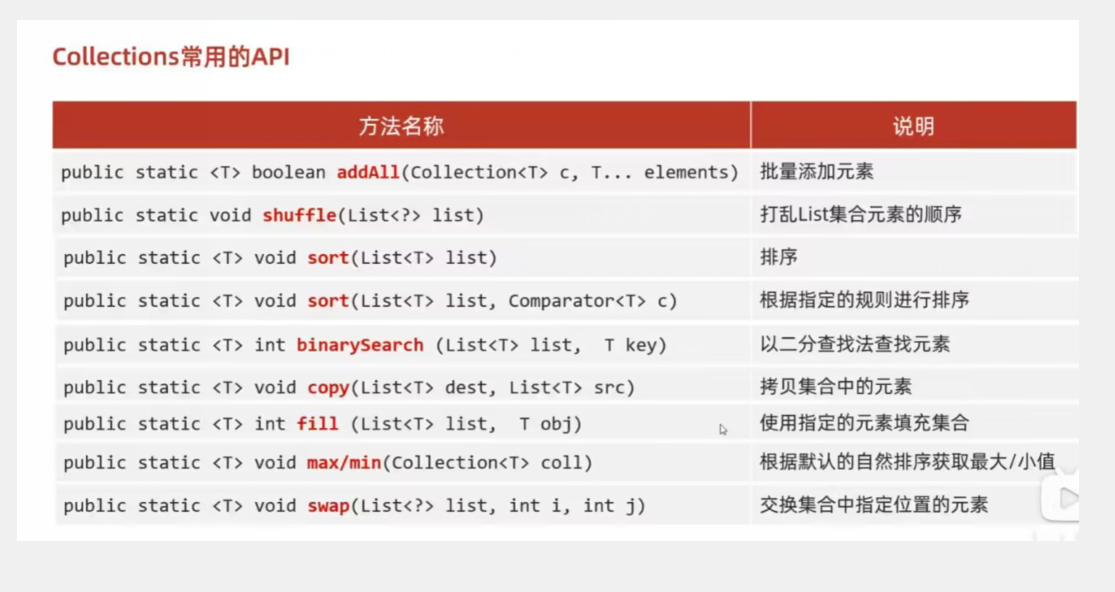 Collections常用的API
方法名称 说明
public static <T> boolean addAll(Collection<T> c, T... elements) 批量添加元素
public static void shuffle(List<?> list) 打乱List集合元素的顺序
public static <T> void sort(List<T> list) 排序
public static <T> void sort(List<T> list, Comparator<T> c) 根据指定的规则进行排序
public static <T> int binarySearch (List<T> list, T key) 以二分查找法查找元素
public static <T> void copy(List<T> dest, List<T> src) 拷贝集合中的元素
public static <T> int fill (List<T> list, T obj) 使用指定的元素填充集合
public static <T> void max/min(Collection<T> coll) 根据默认的自然排序获取最大/小值
public static <T> void swap(List<?> list, int i, int j) 交换集合中指定位置的元素